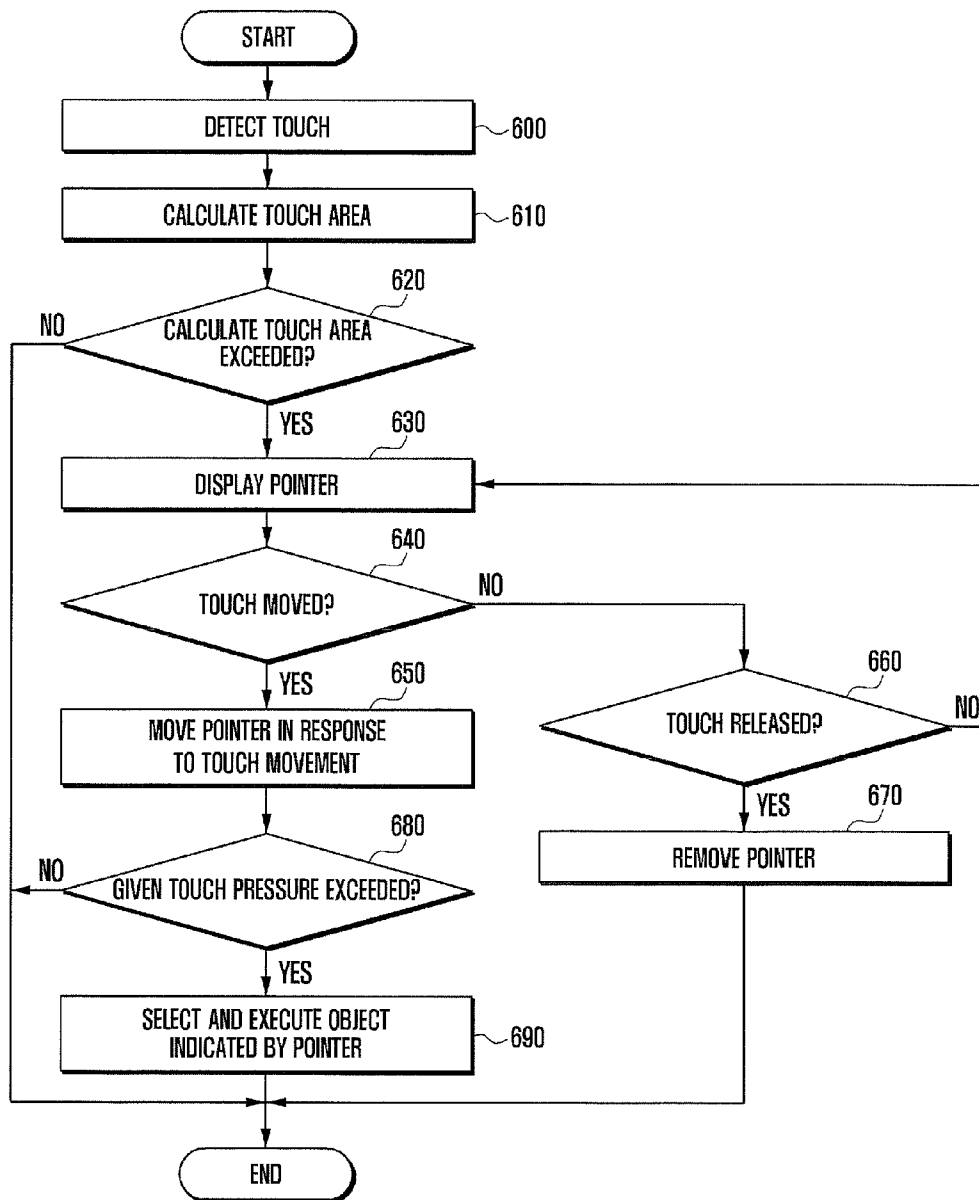 START
DETECT TOUCH
600
CALCULATE TOUCH AREA
610
620
NO
CALCULATE TOUCH AREA
EXCEEDED?
YES
630
DISPLAY POINTER
640
NO
TOUCH MOVED?
YES
650
660
MOVE POINTER IN RESPONSE
TO TOUCH MOVEMENT
TOUCH RELEASED?
NO
YES
670
680
REMOVE POINTER
NO
GIVEN TOUCH PRESSURE EXCEEDED?
YES
SELECT AND EXECUTE OBJECT
INDICATED BY POINTER
690
END